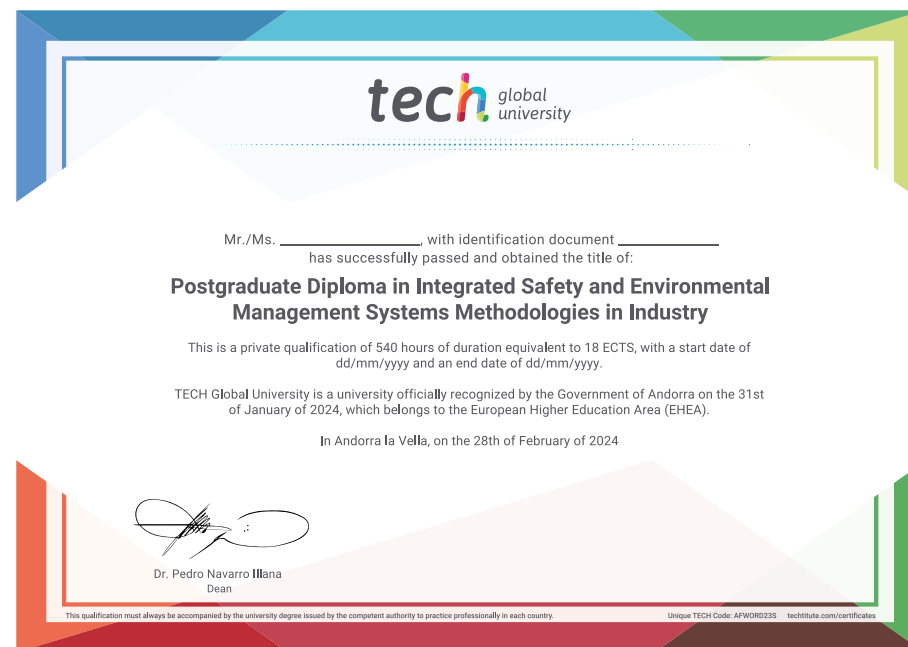 tech global university
Mr./Ms. ____________________, with identification document ______________
has successfully passed and obtained the title of:
Postgraduate Diploma in Integrated Safety and Environmental
Management Systems Methodologies in Industry
This is a private qualification of 540 hours of duration equivalent to 18 ECTS, with a start date of
dd/mm/yyyy and an end date of dd/mm/yyyy.
TECH Global University is a university officially recognized by the Government of Andorra on the 31st
of January of 2024, which belongs to the European Higher Education Area (EHEA).
In Andorra la Vella, on the 28th of February of 2024
Dr. Pedro Navarro Illana
Dean
This qualification must always be accompanied by the university degree issued by the competent authority to practice professionally in each country.
Unique TECH Code: AFWORD23S techtitute.com/certificates